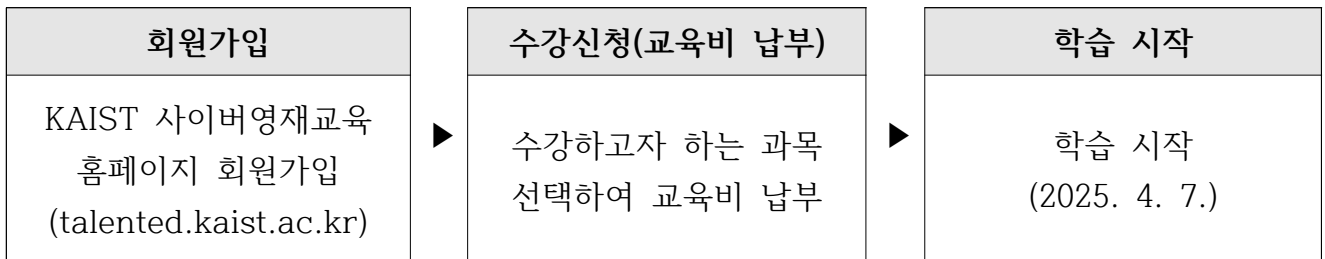 회원가입
KAIST 사이버영재교육
홈페이지 회원가입
(talented.kaist.ac.kr)
▶
수강신청(교육비 납부)
수강하고자 하는 과목
선택하여 교육비 납부
▶
학습 시작
학습 시작
(2025. 4. 7.)